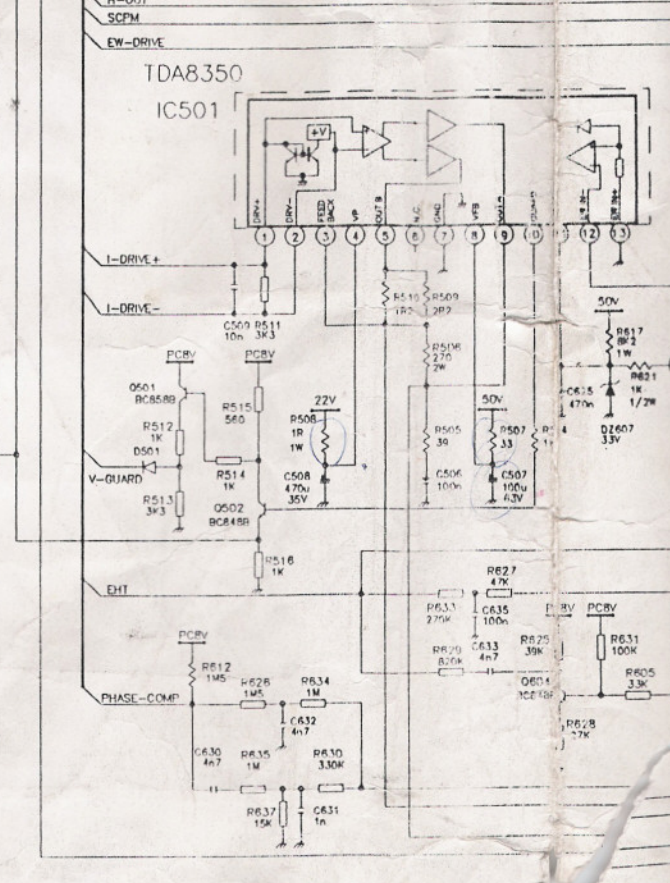 SCPM
EW-DRIVE
TDA8350
IC501
+V
DRV+
DRV-
FEED
BACK
VP
OUT B
N.C.
GND
VFB
GUARD
1
2
3
4
5
6
7
8
9
10
12
13
I-DRIVE+
I-DRIVE-
C509
10n
R511
3K3
R510
1R2
R509
2R2
R506
270
2W
50V
R617
8K2
1W
R621
1K
1/2W
C625
470n
DZ607
33V
PC8V
PC8V
Q501
BC858B
R515
560
R512
1K
D501
V-GUARD
R514
1K
R513
3K3
Q502
BC848B
R516
1K
22V
R508
1R
1W
C508
470u
35V
R505
39
C506
100n
50V
R507
33
C507
100u
63V
EHT
R627
47K
R633
270K
C635
100n
R629
820K
C633
4n7
R625
39K
PC8V
R631
100K
Q604
R605
33K
R628
27K
PC8V
R612
1M5
PHASE-COMP
R626
1M5
R634
1M
C632
4n7
C630
4n7
R635
1M
R630
330K
R637
15K
C631
1n